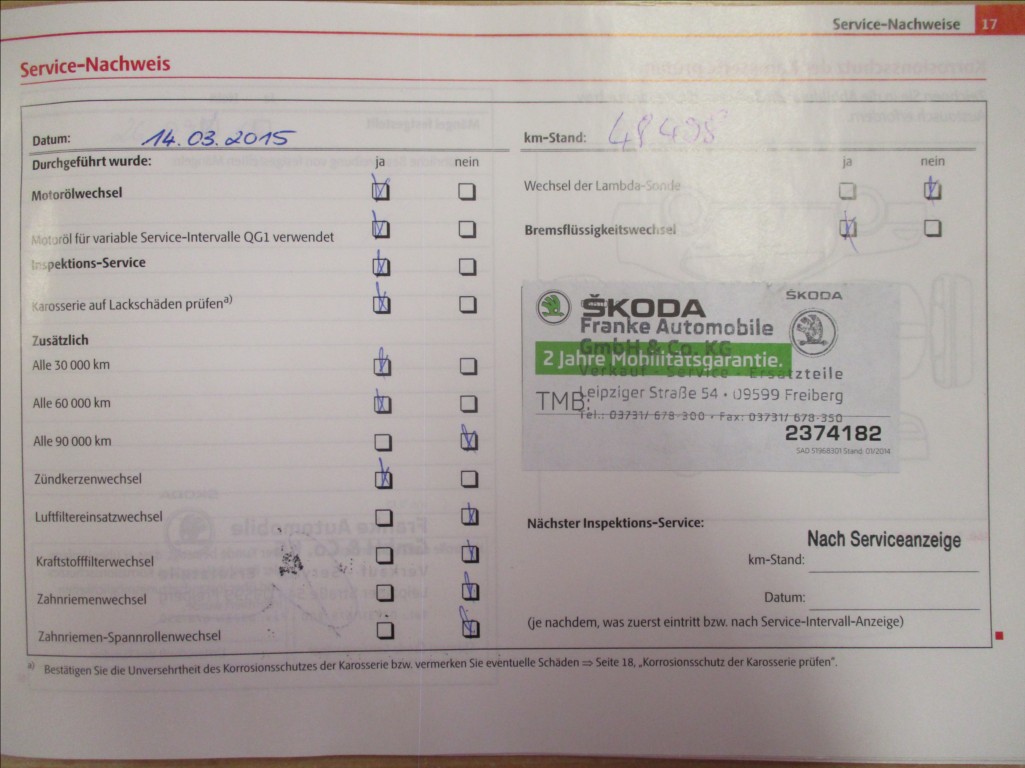 Service-Nachweise 17
Service-Nachweis
Datum: 14.03.2015
Durchgeführt wurde: ja nein
Motorölwechsel
Motoröl für variable Service-Intervalle QG1 verwendet
Inspektions-Service
Karosserie auf Lackschäden prüfen a)
Zusätzlich
Alle 30 000 km
Alle 60 000 km
Alle 90 000 km
Zündkerzenwechsel
Luftfiltereinsatzwechsel
Kraftstofffilterwechsel
Zahnriemenwechsel
Zahnriemen-Spannrollenwechsel
km-Stand:
ja nein
Wechsel der Lambda-Sonde
Bremsflüssigkeitswechsel
ŠKODA
ŠKODA
Franke Automobile
GmbH & Co. KG
2 Jahre Mobilitätsgarantie.
Verkauf · Service · Ersatzteile
Leipziger Straße 54 · 09599 Freiberg
TMB:
Tel.: 03731/ 678-300 · Fax: 03731/ 678-350
2374182
SAD 51968301 Stand: 01/2014
Nächster Inspektions-Service:
Nach Serviceanzeige
km-Stand:
Datum:
(je nachdem, was zuerst eintritt bzw. nach Service-Intervall-Anzeige)
a) Bestätigen Sie die Unversehrtheit des Korrosionsschutzes der Karosserie bzw. vermerken Sie eventuelle Schäden ⇒ Seite 18, „Korrosionsschutz der Karosserie prüfen".